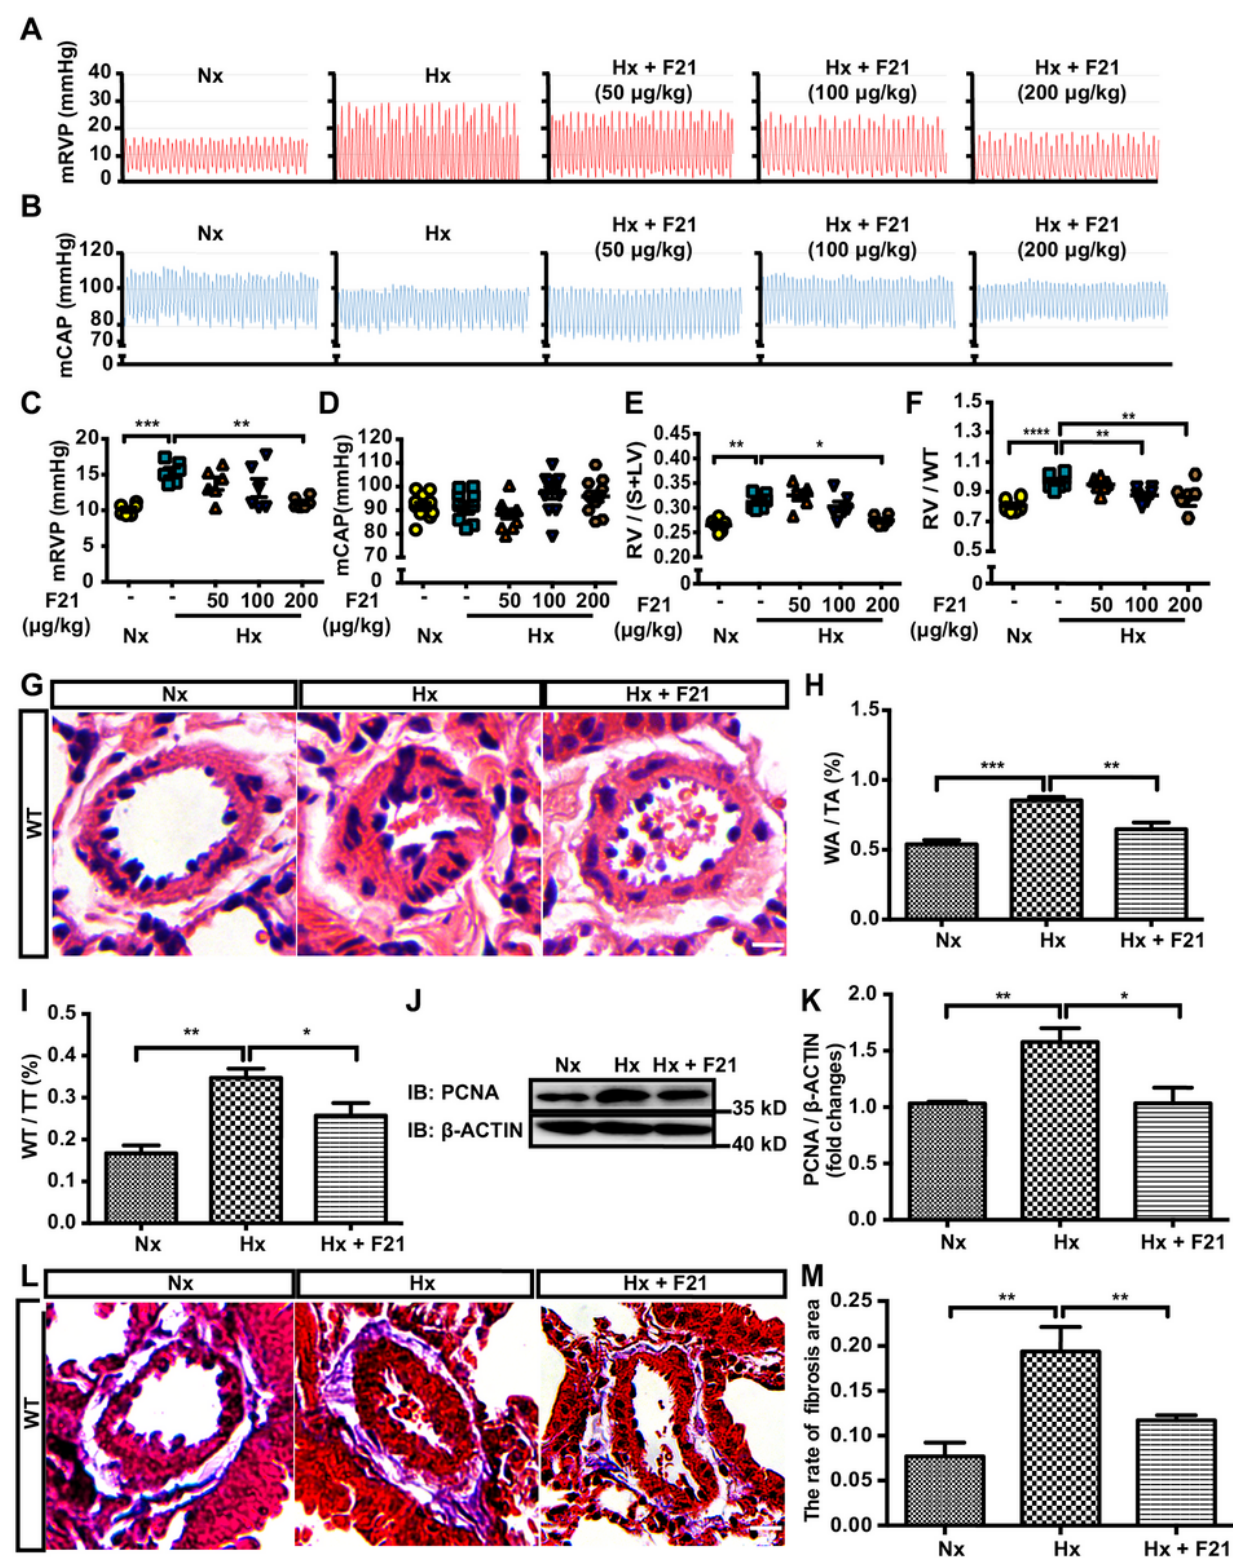 A
mRVP (mmHg)
40
30
20
10
0
Nx
Hx
Hx + F21
(50 µg/kg)
Hx + F21
(100 µg/kg)
Hx + F21
(200 µg/kg)
B
mCAP (mmHg)
120
100
80
70
0
Nx
Hx
Hx + F21
(50 µg/kg)
Hx + F21
(100 µg/kg)
Hx + F21
(200 µg/kg)
C
mRVP (mmHg)
20
15
10
5
0
***
**
F21
(µg/kg)
- - 50 100 200
Nx Hx
D
mCAP(mmHg)
120
110
100
90
80
70
0
F21
(µg/kg)
- - 50 100 200
Nx Hx
E
RV / (S+LV)
0.45
0.40
0.35
0.30
0.25
0.20
0
**
*
F21
(µg/kg)
- - 50 100 200
Nx Hx
F
RV / WT
1.5
1.3
1.1
0.9
0.7
0.5
0
****
**
**
F21
(µg/kg)
- - 50 100 200
Nx Hx
G
Nx Hx Hx + F21
WT
H
WA / TA (%)
1.5
1.0
0.5
0.0
***
**
Nx Hx Hx + F21
I
WT / TT (%)
0.5
0.4
0.3
0.2
0.1
0.0
**
*
Nx Hx Hx + F21
J
Nx Hx Hx + F21
IB: PCNA
35 kD
IB: β-ACTIN
40 kD
K
PCNA / β-ACTIN
(fold changes)
2.0
1.5
1.0
0.5
0.0
**
*
Nx Hx Hx + F21
L
Nx Hx Hx + F21
WT
M
The rate of fibrosis area
0.25
0.20
0.15
0.10
0.05
0.00
**
**
Nx Hx Hx + F21